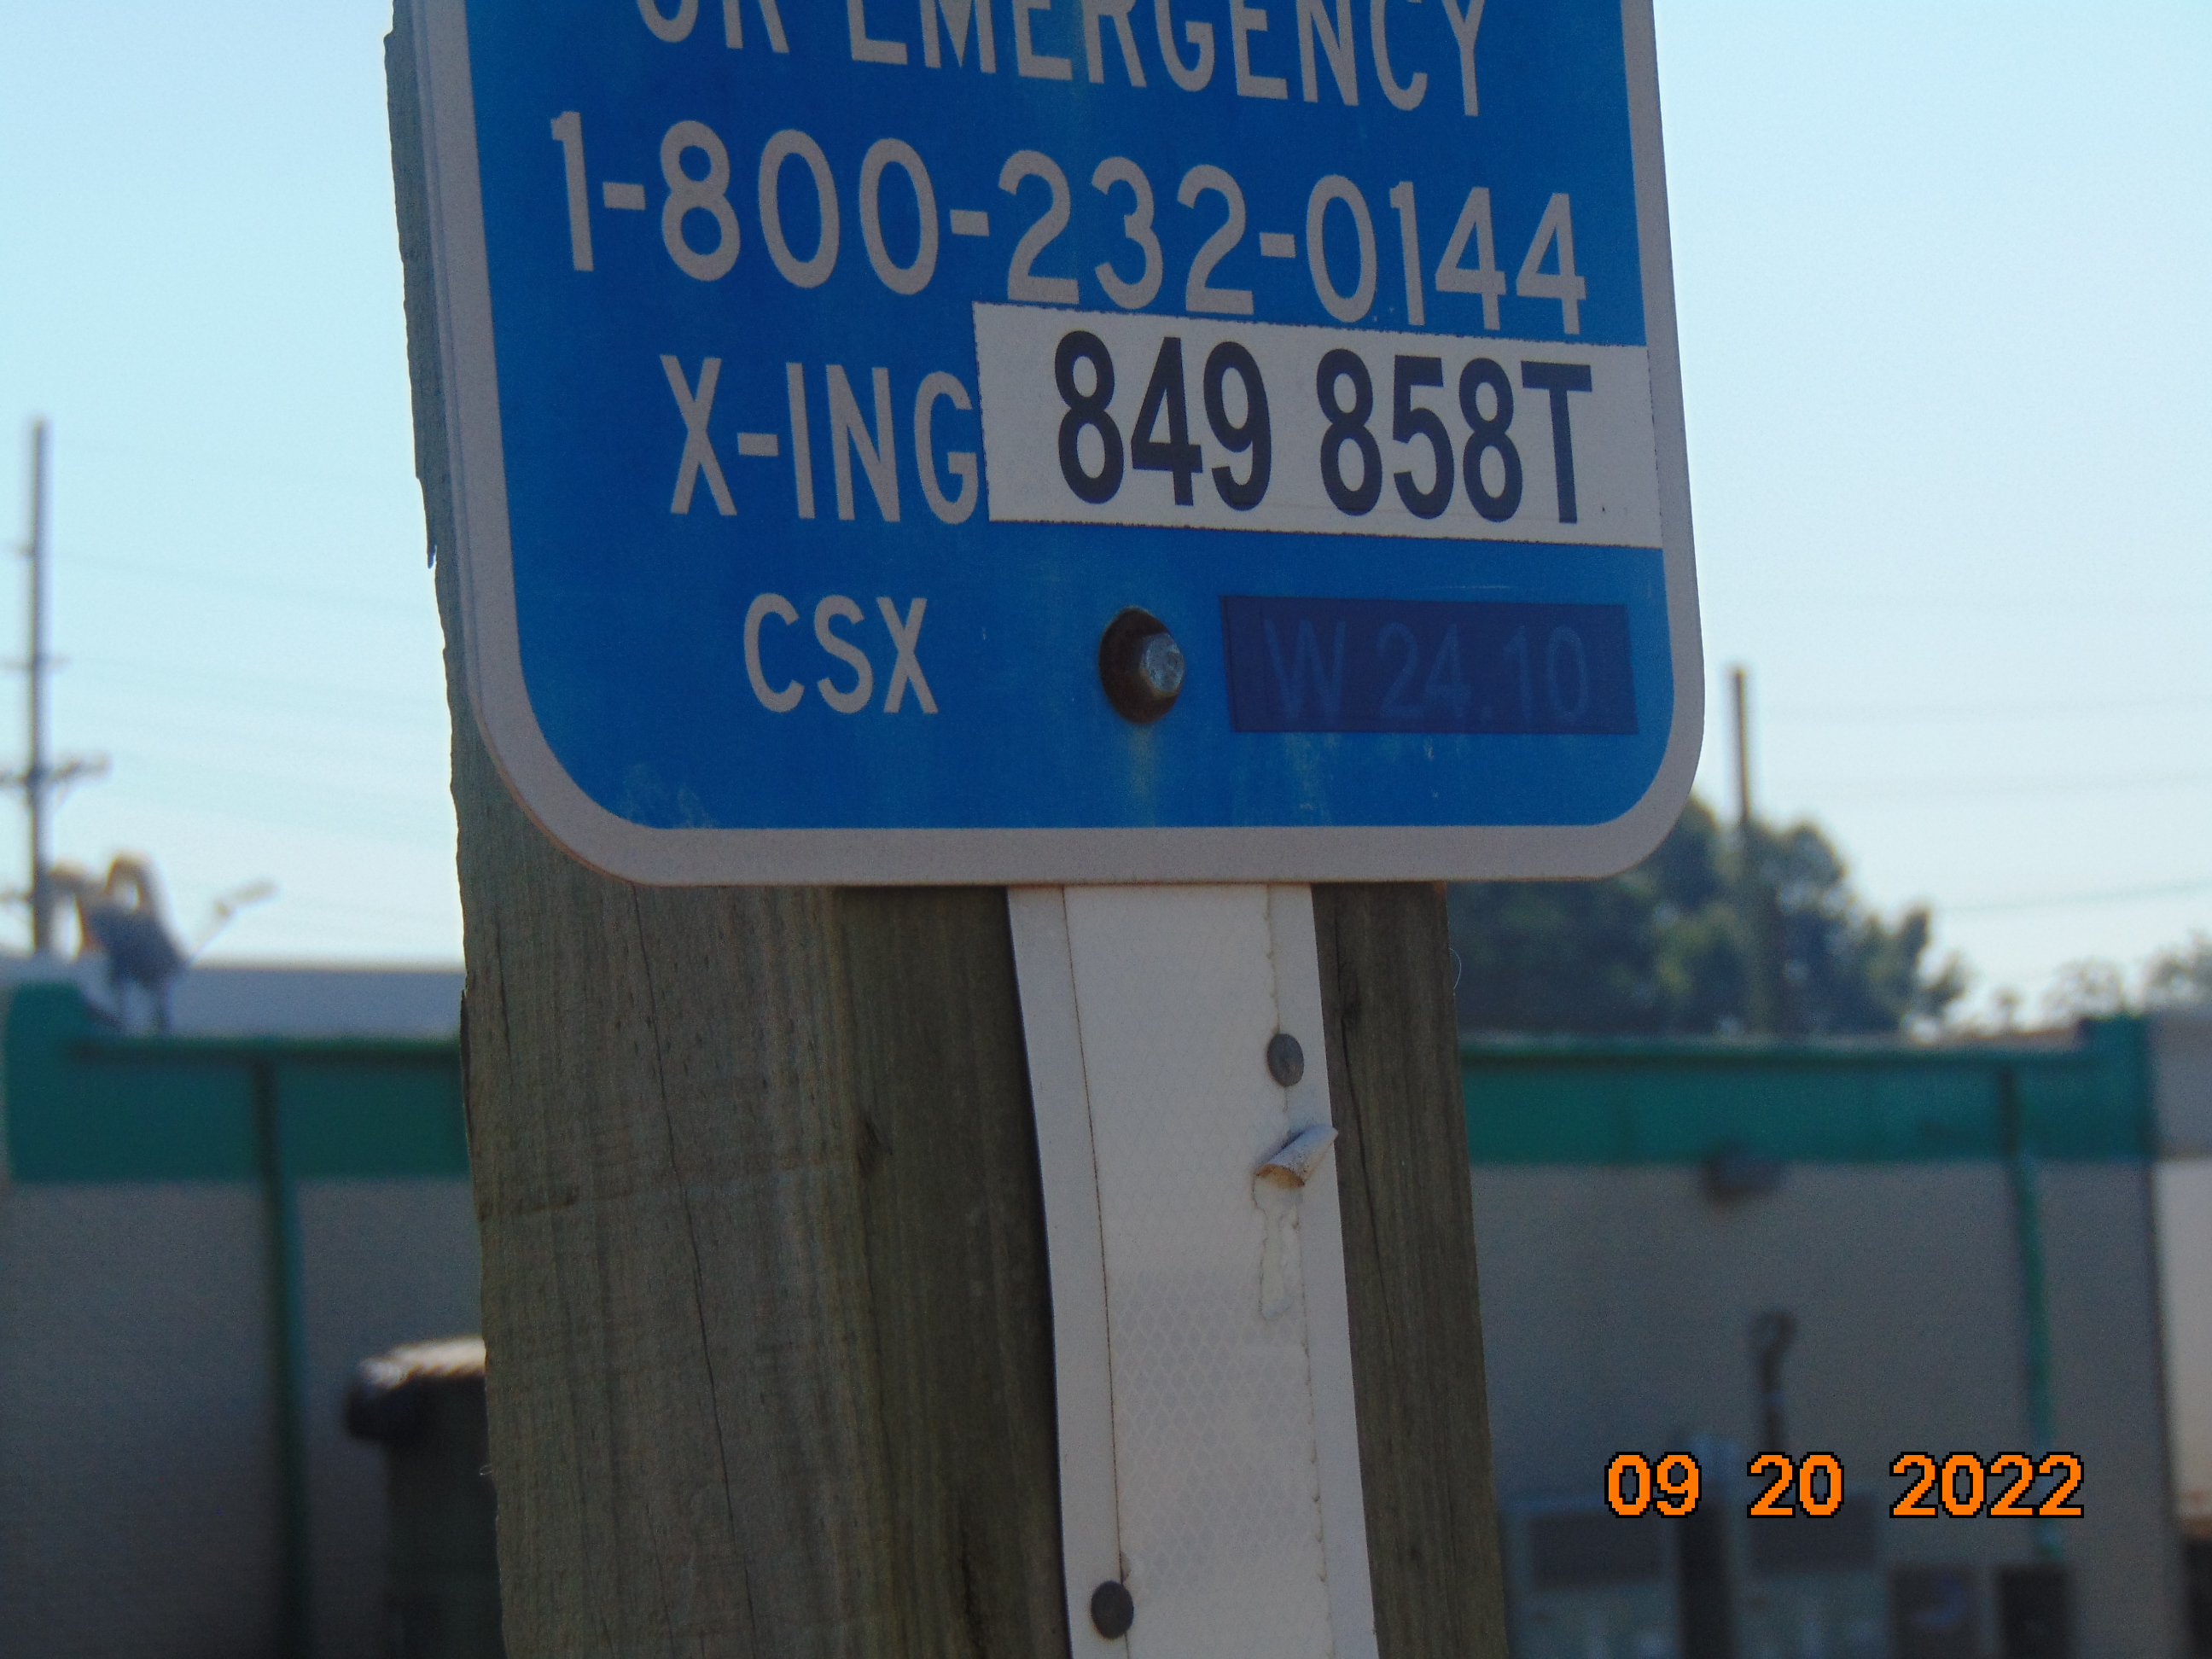 OR EMERGENCY
1-800-232-0144
X-ING 849 858T
CSX W 24.10
09 20 2022